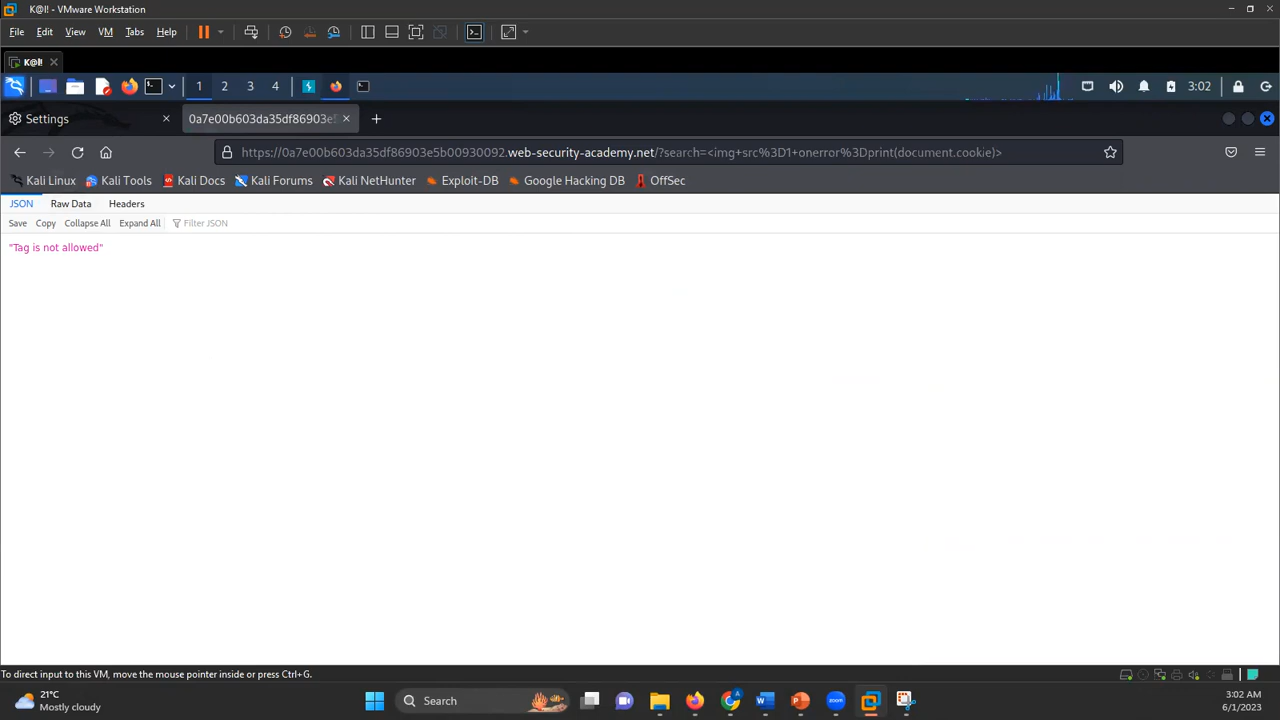 K@l! - VMware Workstation
File Edit View VM Tabs Help
K@l!
1 2 3 4 3:02
Settings 0a7e00b603da35df86903e5
https://0a7e00b603da35df86903e5b00930092.web-security-academy.net/?search=<img+src%3D1+onerror%3Dprint(document.cookie)>
Kali Linux Kali Tools Kali Docs Kali Forums Kali NetHunter Exploit-DB Google Hacking DB OffSec
JSON Raw Data Headers
Save Copy Collapse All Expand All Filter JSON
"Tag is not allowed"
To direct input to this VM, move the mouse pointer inside or press Ctrl+G.
21°C
Mostly cloudy
Search
zoom
3:02 AM
6/1/2023